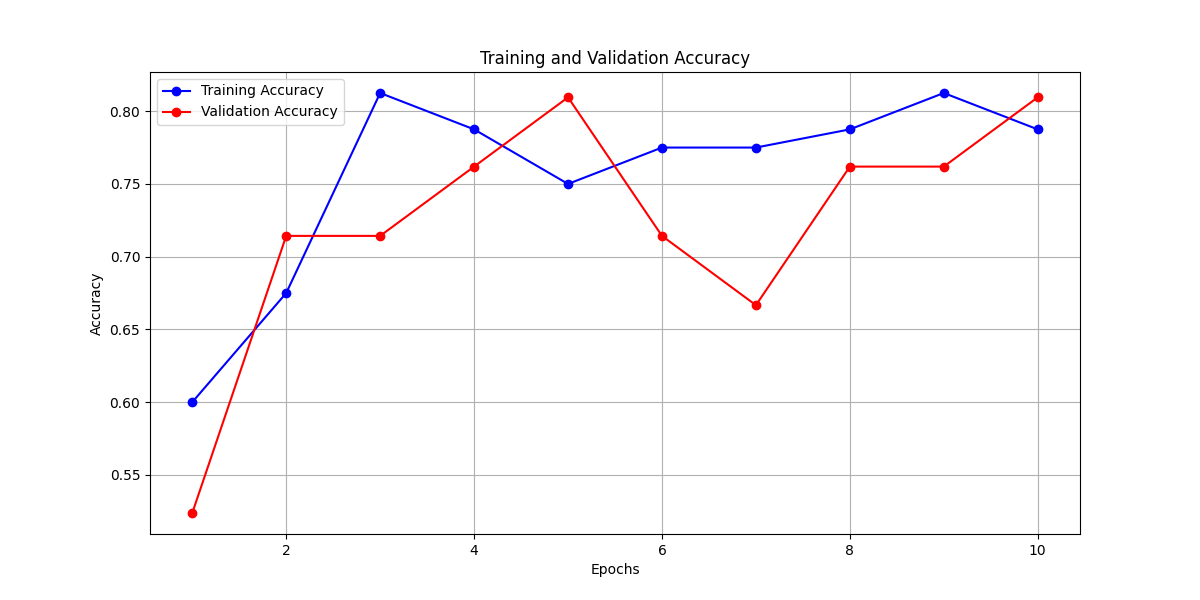 Training and Validation Accuracy
Training Accuracy
Validation Accuracy
Accuracy
0.80
0.75
0.70
0.65
0.60
0.55
2 4 6 8 10
Epochs